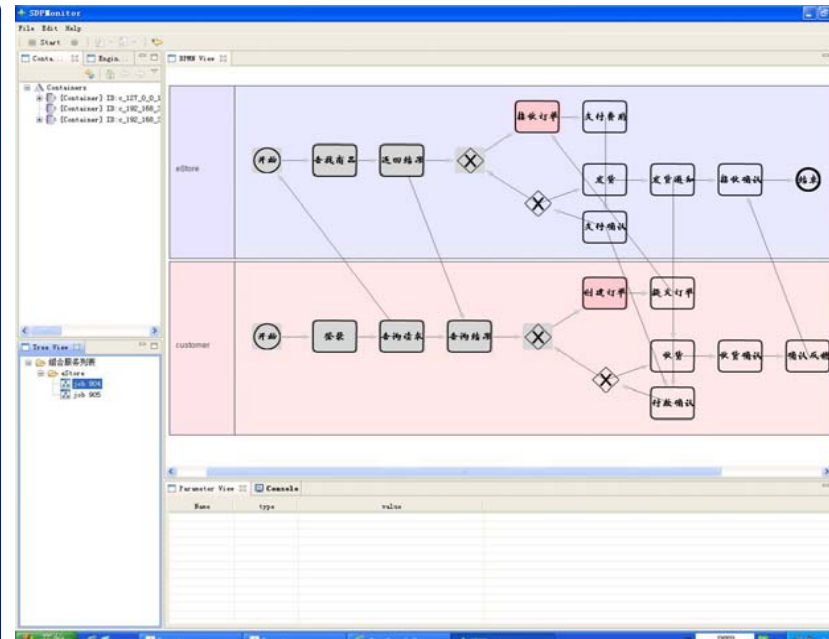 SDPMonitor
File Edit Help
Start
Conta...
Engin...
BPMN View
Containers
[Container] ID:c_127_0_0_1
[Container] ID:c_192_168_
[Container] ID:c_192_168_
eStore
开始
查找商品
返回结果
接收订单
支付费用
发货
发货通知
接收确认
结束
支付确认
customer
开始
登录
查询请求
查询结果
创建订单
提交订单
收货
收货确认
确认反馈
付款确认
Tree View
组合服务列表
eStore
job 904
job 905
Parameter View
Console
Name
type
value